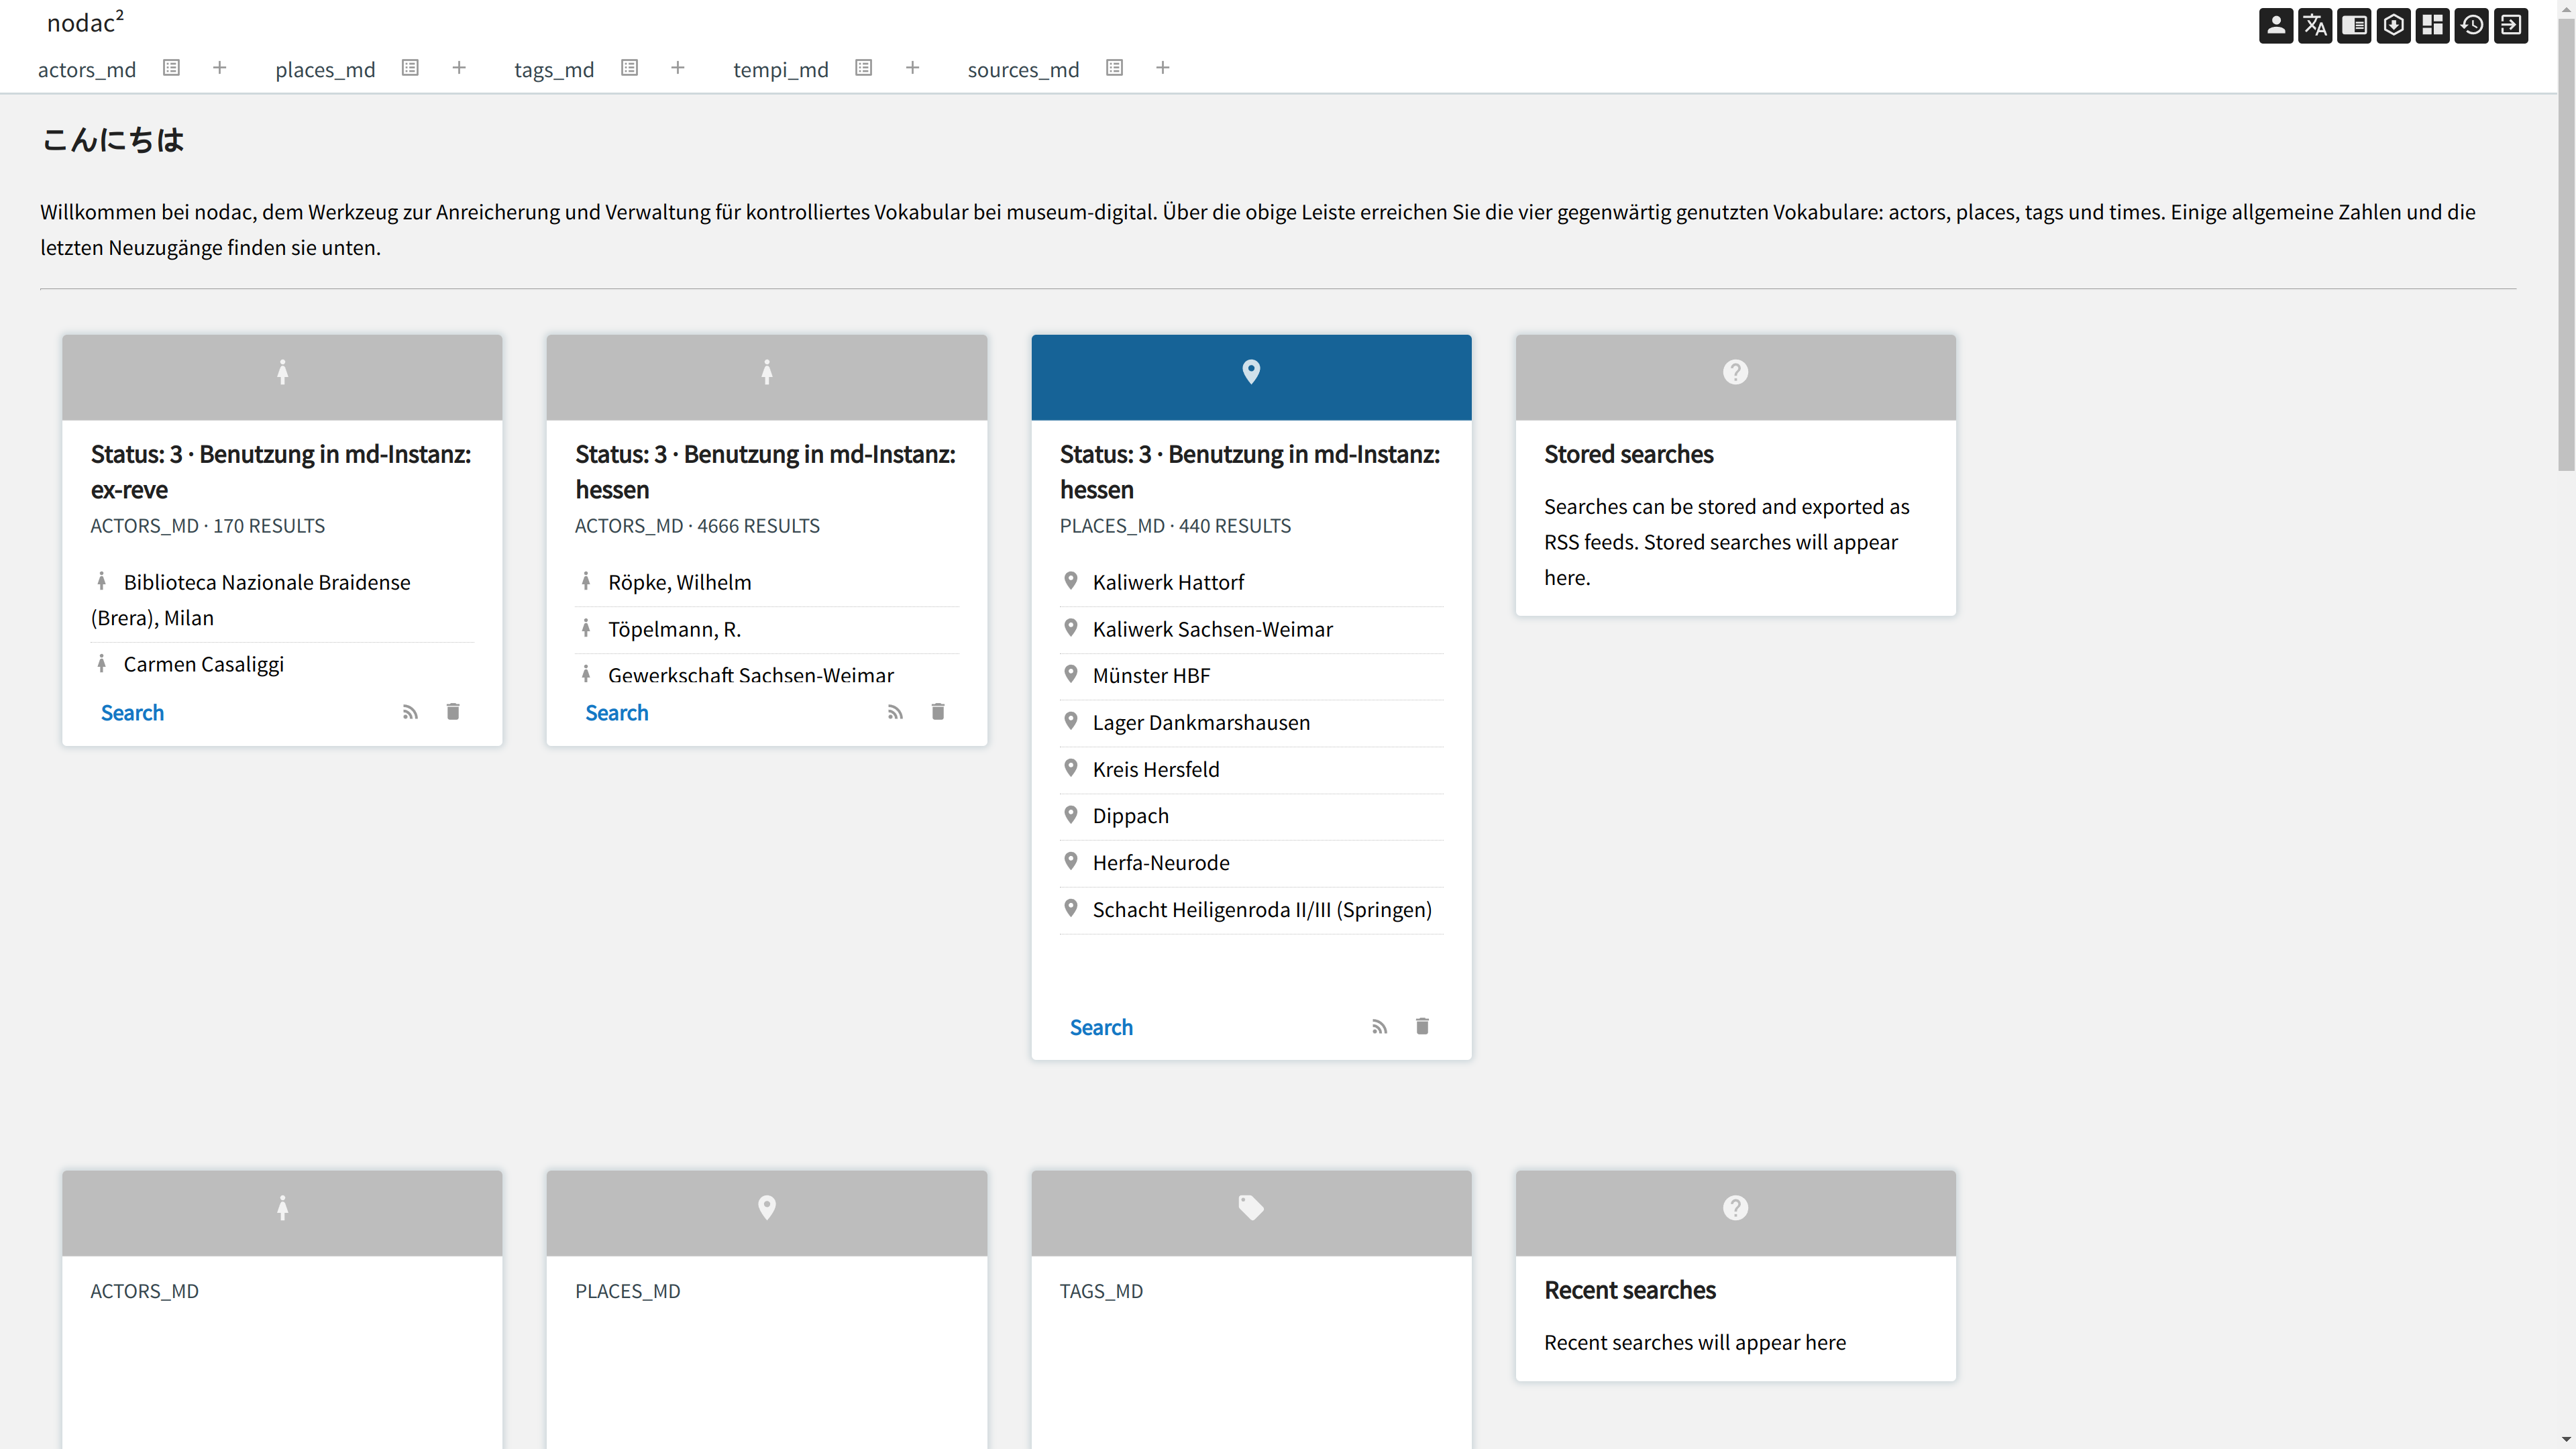 nodac²
actors_md places_md tags_md tempi_md sources_md
こんにちは
Willkommen bei nodac, dem Werkzeug zur Anreicherung und Verwaltung für kontrolliertes Vokabular bei museum-digital. Über die obige Leiste erreichen Sie die vier gegenwärtig genutzten Vokabulare: actors, places, tags und times. Einige allgemeine Zahlen und die
letzten Neuzugänge finden sie unten.
Status: 3 · Benutzung in md-Instanz:
ex-reve
ACTORS_MD · 170 RESULTS
Biblioteca Nazionale Braidense
(Brera), Milan
Carmen Casaliggi
Search
Status: 3 · Benutzung in md-Instanz:
hessen
ACTORS_MD · 4666 RESULTS
Röpke, Wilhelm
Töpelmann, R.
Gewerkschaft Sachsen-Weimar
Search
Status: 3 · Benutzung in md-Instanz:
hessen
PLACES_MD · 440 RESULTS
Kaliwerk Hattorf
Kaliwerk Sachsen-Weimar
Münster HBF
Lager Dankmarshausen
Kreis Hersfeld
Dippach
Herfa-Neurode
Schacht Heiligenroda II/III (Springen)
Search
Stored searches
Searches can be stored and exported as
RSS feeds. Stored searches will appear
here.
ACTORS_MD
PLACES_MD
TAGS_MD
Recent searches
Recent searches will appear here